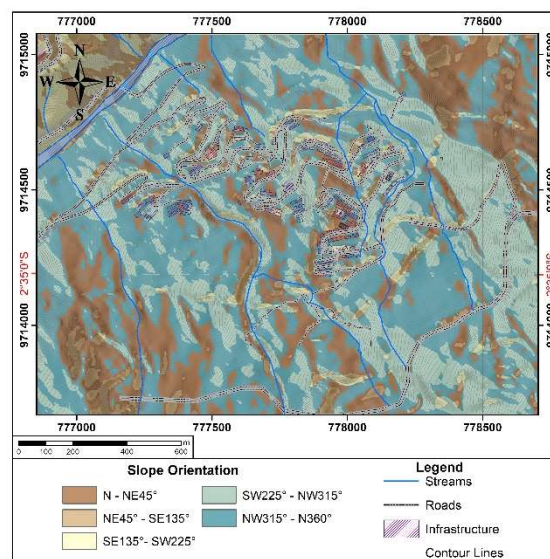 777000 777500 778000 778500
9715000
N
W E
S
9714500 9714500
2°35'0"S
9714000
777000 777500 778000 778500
0 100 200 400 600 m
Slope Orientation Legend
N - NE45° SW225° - NW315° Streams
NE45° - SE135° NW315° - N360° Roads
SE135°- SW225° Infrastructure
Contour Lines